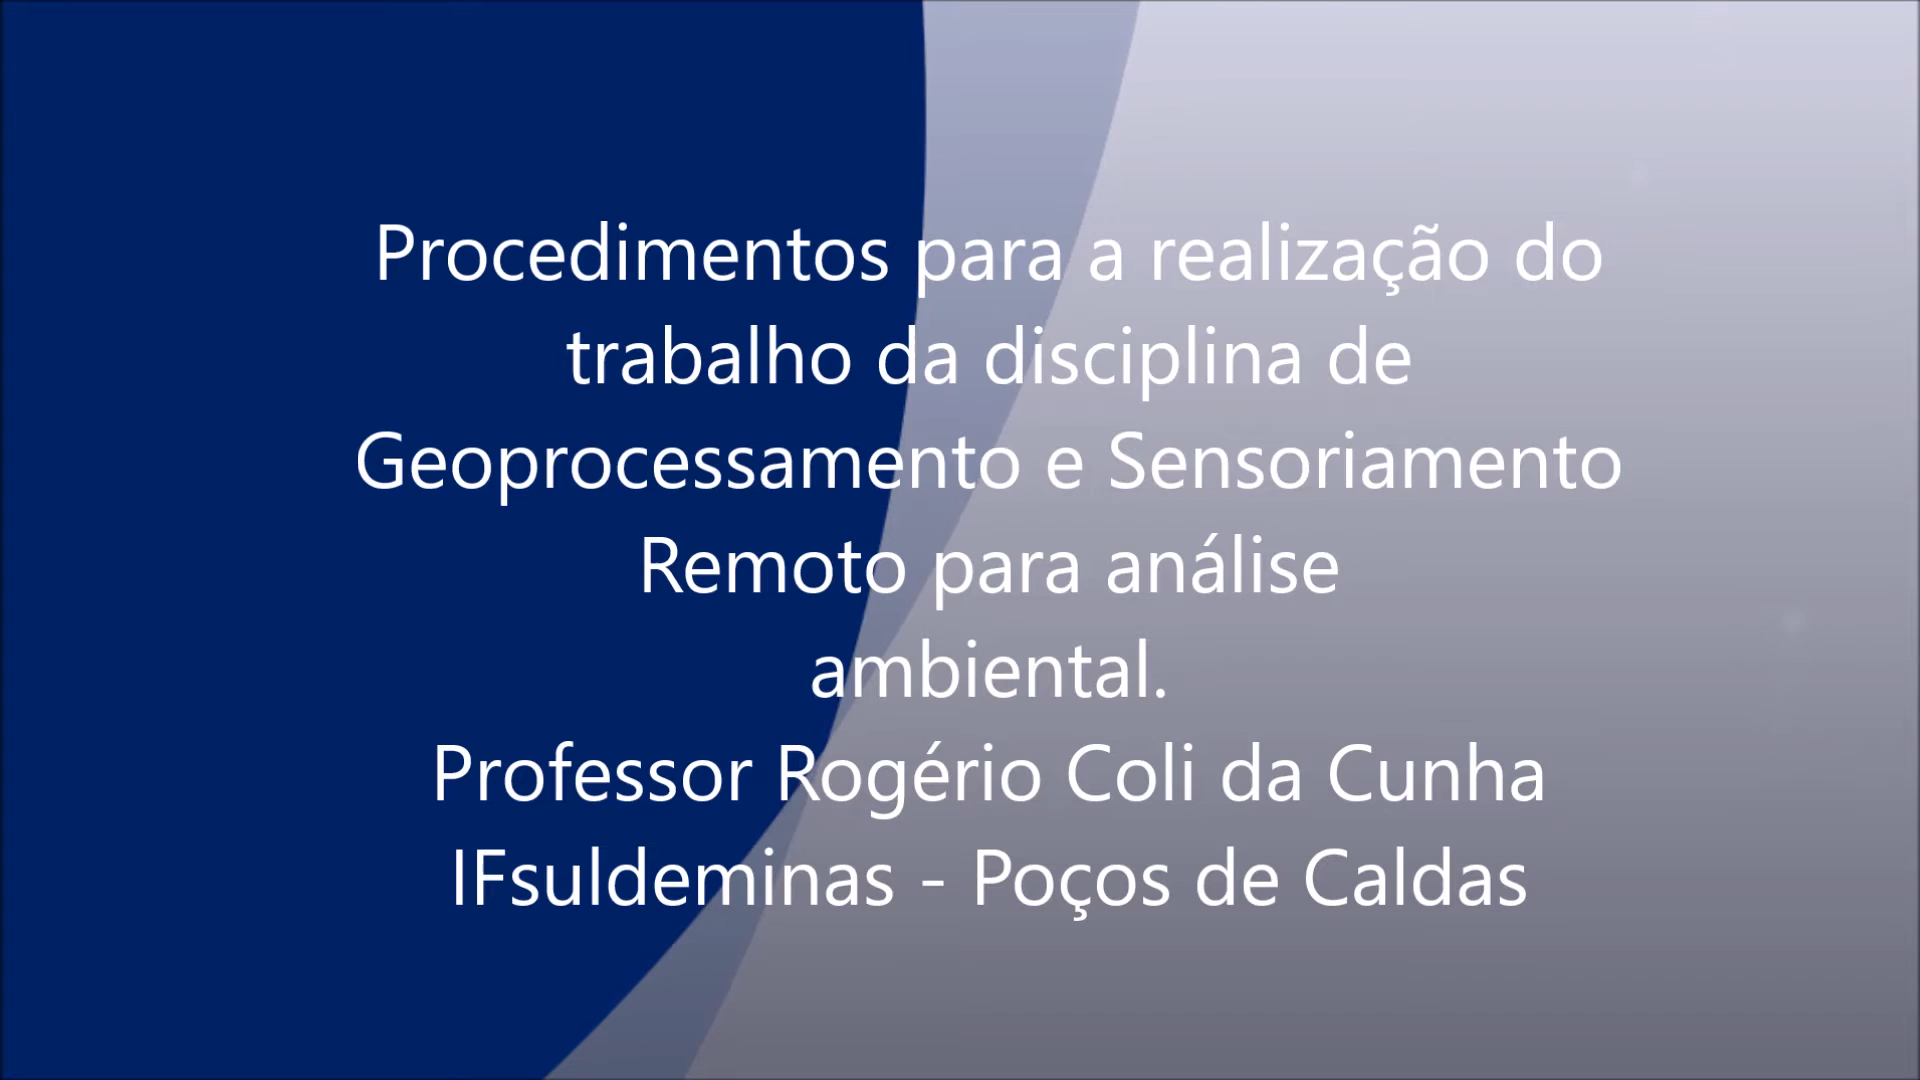 Procedimentos para a realização do
trabalho da disciplina de
Geoprocessamento e Sensoriamento
Remoto para análise
ambiental.
Professor Rogério Coli da Cunha
IFsuldeminas - Poços de Caldas